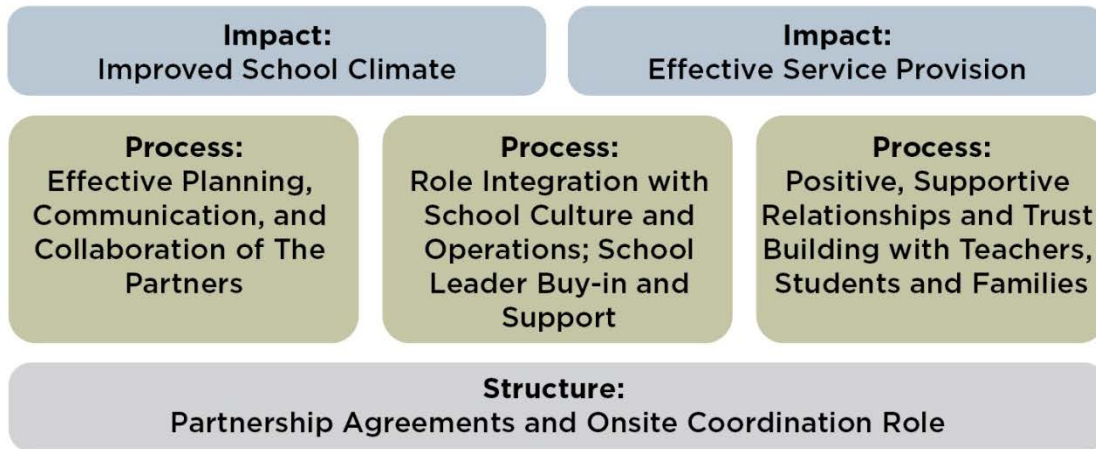 Impact:
Improved School Climate
Impact:
Effective Service Provision
Process:
Effective Planning,
Communication, and
Collaboration of The
Partners
Process:
Role Integration with
School Culture and
Operations; School
Leader Buy-in and
Support
Process:
Positive, Supportive
Relationships and Trust
Building with Teachers,
Students and Families
Structure:
Partnership Agreements and Onsite Coordination Role